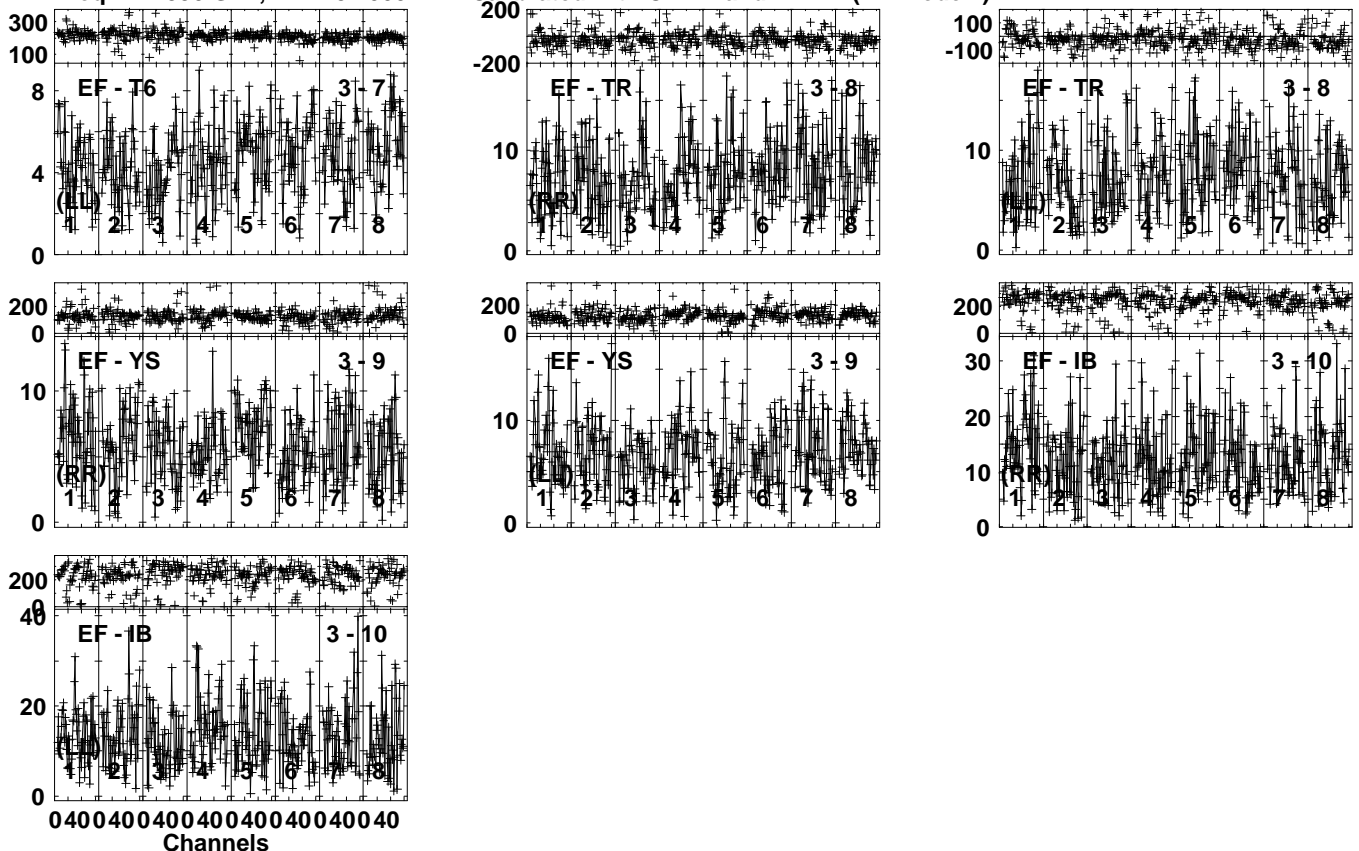 300
100
EF - T6 3 - 7
8
4
0
(LL)
1 2 3 4 5 6 7 8
200
-200
EF - TR 3 - 8
10
0
(RR)
1 2 3 4 5 6 7 8
100
-100
EF - TR 3 - 8
10
0
(LL)
1 2 3 4 5 6 7 8
200
0
EF - YS 3 - 9
10
0
(RR)
1 2 3 4 5 6 7 8
200
0
EF - YS 3 - 9
10
0
(LL)
1 2 3 4 5 6 7 8
200
0
EF - IB 3 - 10
30
20
10
0
(RR)
1 2 3 4 5 6 7 8
200
0
40
EF - IB 3 - 10
20
0
(LL)
1 2 3 4 5 6 7 8
0 40 0 40 0 40 0 40 0 40 0 40 0 40 0 40
Channels